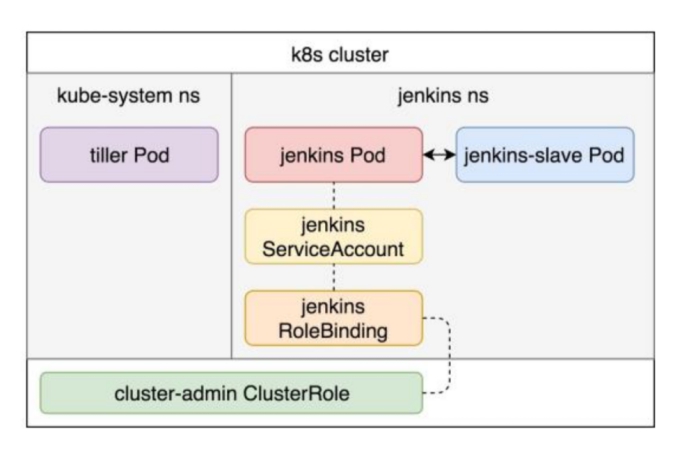 k8s cluster
kube-system ns
jenkins ns
tiller Pod
jenkins Pod
jenkins-slave Pod
jenkins
ServiceAccount
jenkins
RoleBinding
cluster-admin ClusterRole